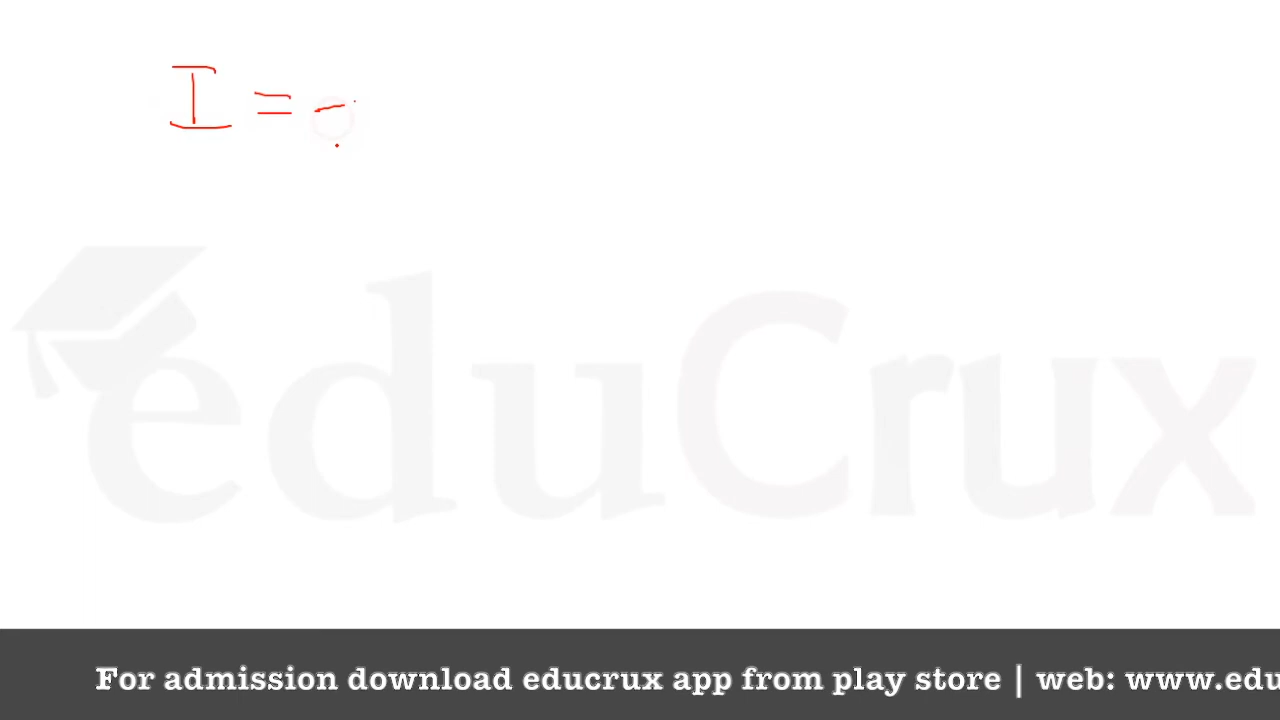 I = -
eduCrux
For admission download educrux app from play store | web: www.edu